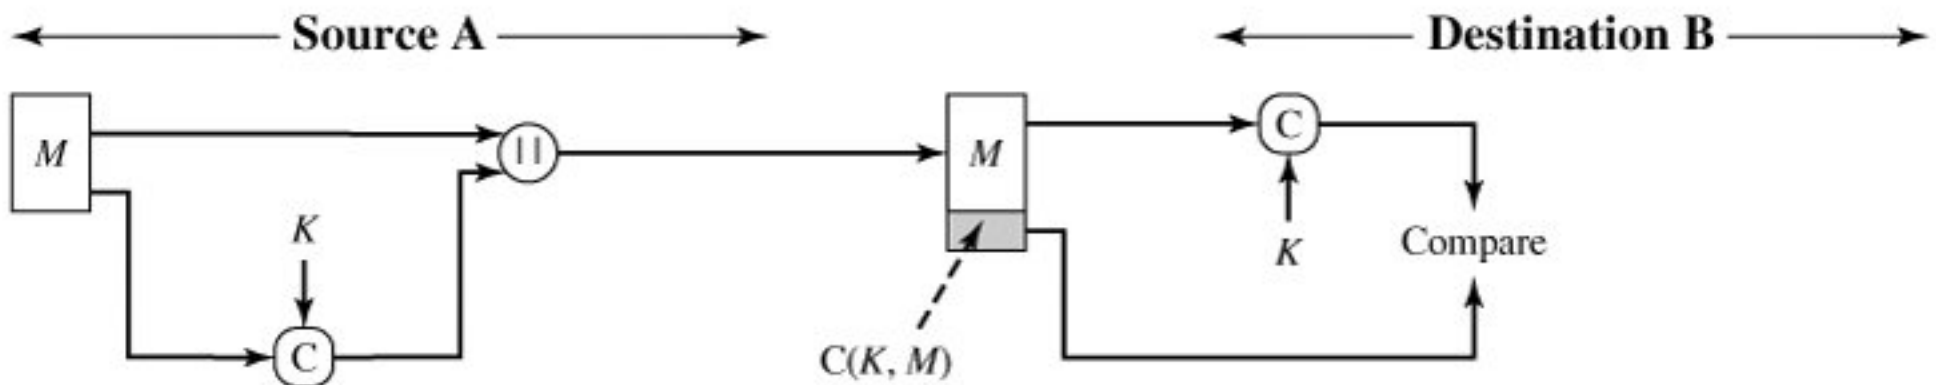 Source A
Destination B
M
||
M
C
K
K
Compare
C
C(K, M)